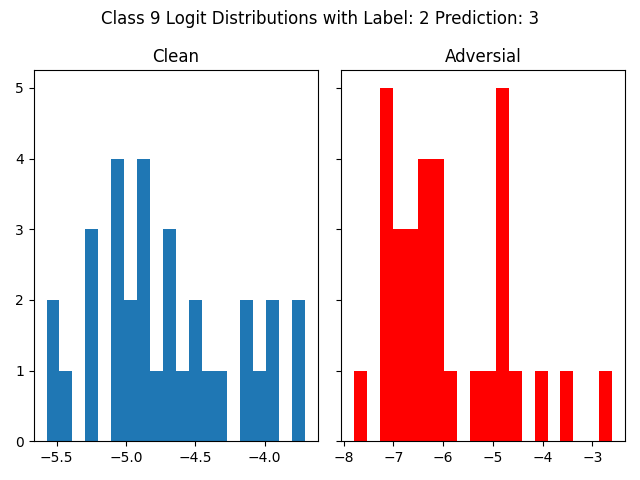 Class 9 Logit Distributions with Label: 2 Prediction: 3
Clean
Adversial
5
4
3
2
1
0
−5.5 −5.0 −4.5 −4.0
−8 −7 −6 −5 −4 −3